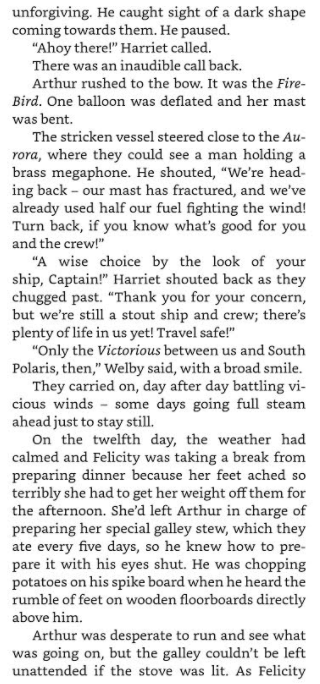 unforgiving. He caught sight of a dark shape
coming towards them. He paused.
“Ahoy there!” Harriet called.
There was an inaudible call back.
Arthur rushed to the bow. It was the Fire-
Bird. One balloon was deflated and her mast
was bent.
The stricken vessel steered close to the Au-
rora, where they could see a man holding a
brass megaphone. He shouted, “We’re head-
ing back – our mast has fractured, and we’ve
already used half our fuel fighting the wind!
Turn back, if you know what’s good for you
and the crew!”
“A wise choice by the look of your
ship, Captain!” Harriet shouted back as they
chugged past. “Thank you for your concern,
but we’re still a stout ship and crew; there’s
plenty of life in us yet! Travel safe!”
“Only the Victorious between us and South
Polaris, then,” Welby said, with a broad smile.
They carried on, day after day battling vi-
cious winds – some days going full steam
ahead just to stay still.
On the twelfth day, the weather had
calmed and Felicity was taking a break from
preparing dinner because her feet ached so
terribly she had to get her weight off them for
the afternoon. She’d left Arthur in charge of
preparing her special galley stew, which they
ate every five days, so he knew how to pre-
pare it with his eyes shut. He was chopping
potatoes on his spike board when he heard the
rumble of feet on wooden floorboards directly
above him.
Arthur was desperate to run and see what
was going on, but the galley couldn’t be left
unattended if the stove was lit. As Felicity